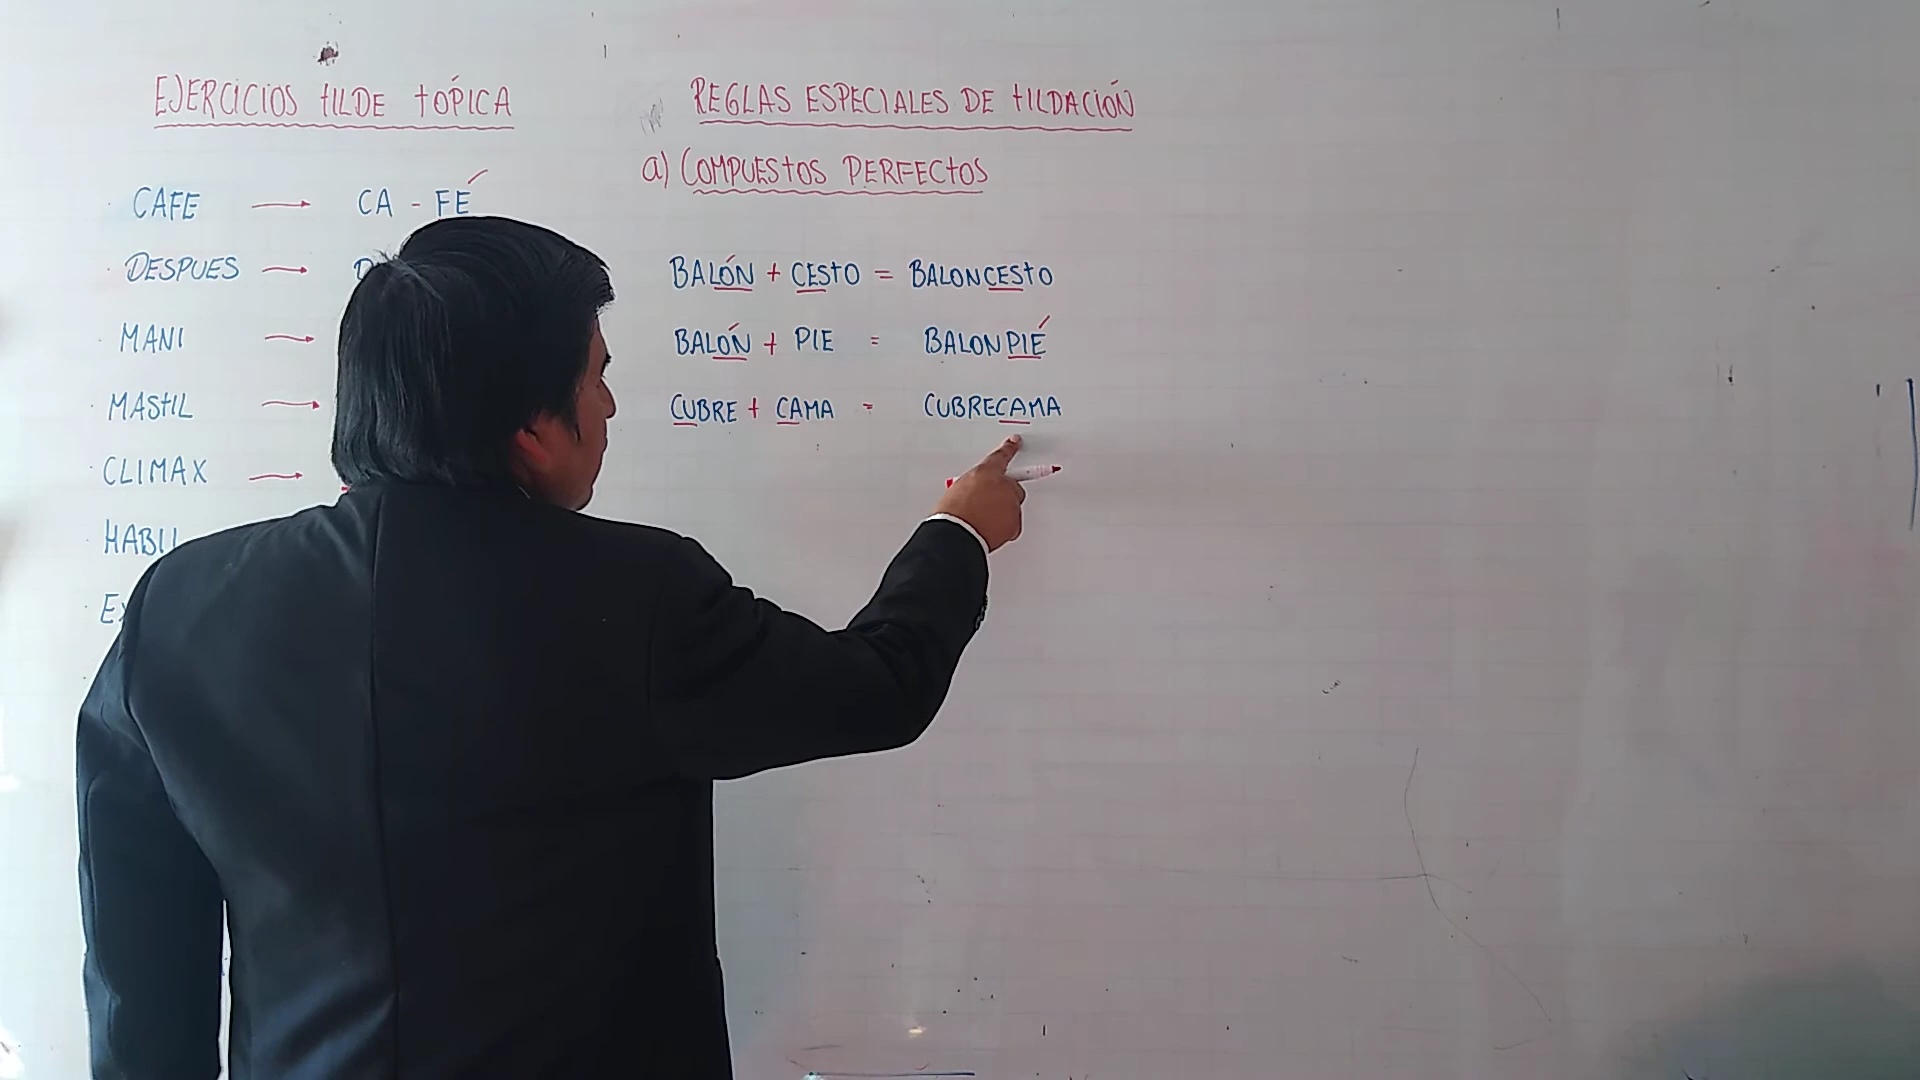 EJERCICIOS TILDE TÓPICA
CAFE → CA - FÉ
DESPUES →
MANI →
MASTIL →
CLIMAX →
REGLAS ESPECIALES DE TILDACIÓN
a) COMPUESTOS PERFECTOS
BALÓN + CESTO = BALONCESTO
BALÓN + PIE = BALONPIÉ
CUBRE + CAMA = CUBRECAMA